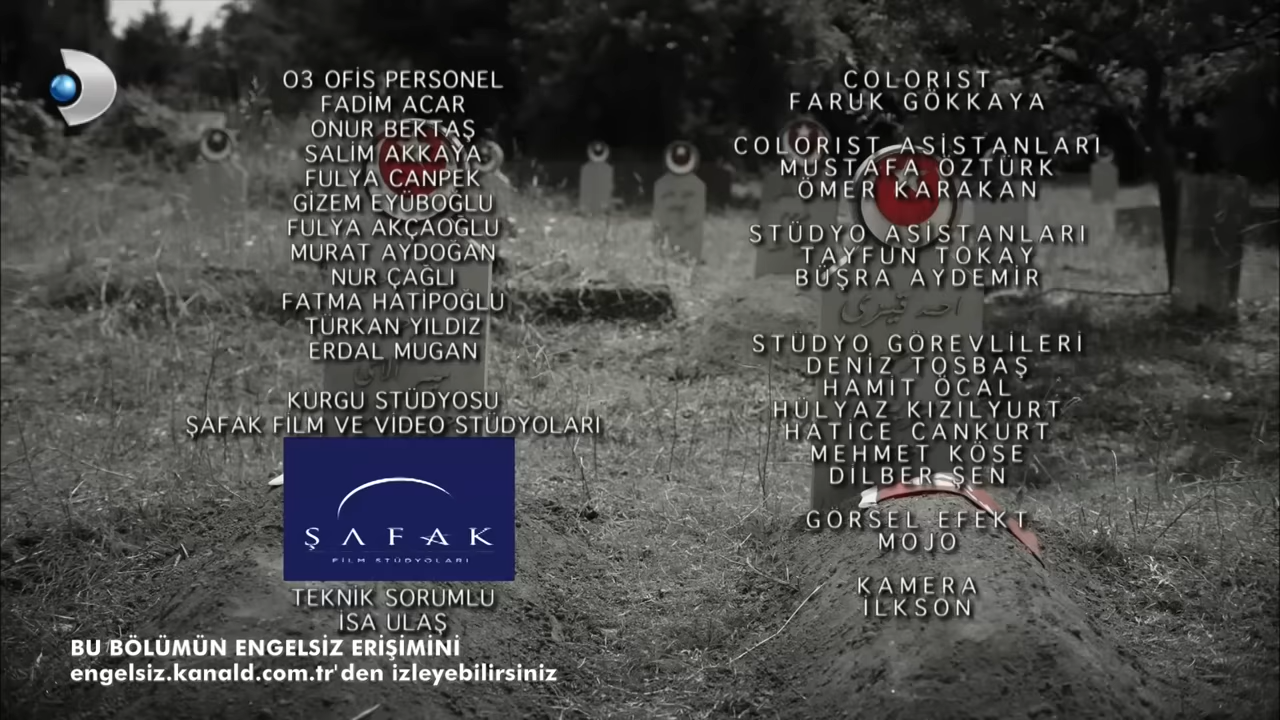 O3 OFİS PERSONEL
FADİM ACAR
ONUR BEKTAŞ
SALİM AKKAYA
FULYA CANPEK
GİZEM EYÜBOĞLU
FULYA AKÇAOĞLU
MURAT AYDOĞAN
NUR ÇAĞLI
FATMA HATİPOĞLU
TÜRKAN YILDIZ
ERDAL MUGAN
KURGU STÜDYOSU
ŞAFAK FİLM VE VİDEO STÜDYOLARI
ŞAFAK
FİLM STÜDYOLARI
TEKNİK SORUMLU
İSA ULAŞ
COLORIST
FARUK GÖKKAYA
COLORIST ASİSTANLARI
MUSTAFA ÖZTÜRK
ÖMER KARAKAN
STÜDYO ASİSTANLARI
TAYFUN TOKAY
BÜŞRA AYDEMİR
STÜDYO GÖREVLİLERİ
DENİZ TOSBAŞ
HAMİT ÖCAL
HÜLYAZ KIZILYURT
HATİCE CANKURT
MEHMET KÖSE
DİLBER ŞEN
GÖRSEL EFEKT
MOJO
KAMERA
İLKSON
BU BÖLÜMÜN ENGELSİZ ERİŞİMİNİ
engelsiz.kanald.com.tr'den izleyebilirsiniz